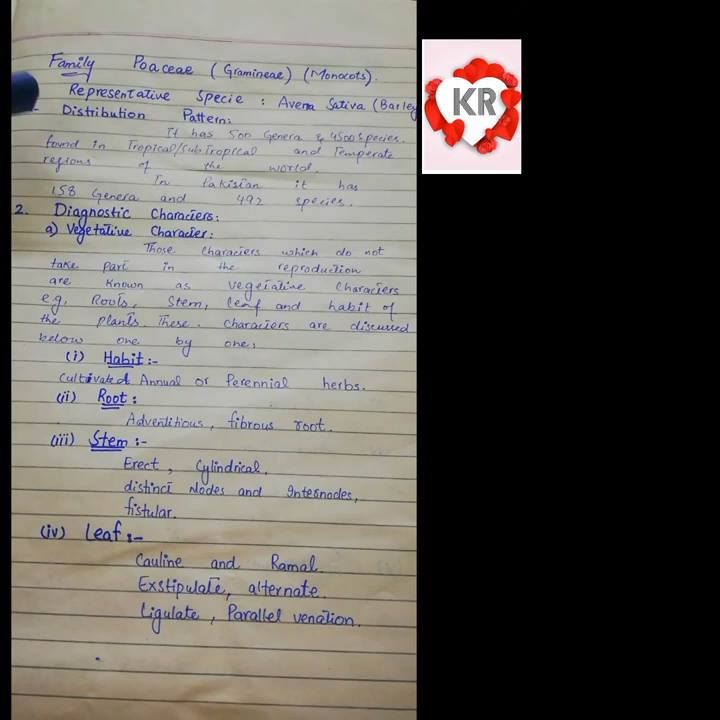 Family Poaceae (Gramineae) (Monocots).
Representative Specie : Avena Sativa (Barley
Distribution Pattern:
It has 500 Genera & 4500 species.
found in Tropical/SubTropical and Temperate
regions of the world.
In Pakistan it has
158 Genera and 492 species.
2. Diagnostic Characters:
a) Vegetative Character:
Those characters which do not
take part in the reproduction
are known as vegetative characters
e.g, Roots, Stem, leaf and habit of
the plants. These characters are discussed
below one by one:
(i) Habit:-
Cultivated Annual or Perennial herbs.
(ii) Root:
Adventitious, fibrous root.
(iii) Stem:-
Erect, Cylindrical,
distinct Nodes and Internodes,
fistular.
(iv) Leaf:-
Cauline and Ramal.
Exstipulate, alternate.
Ligulate, Parallel venation.
KR